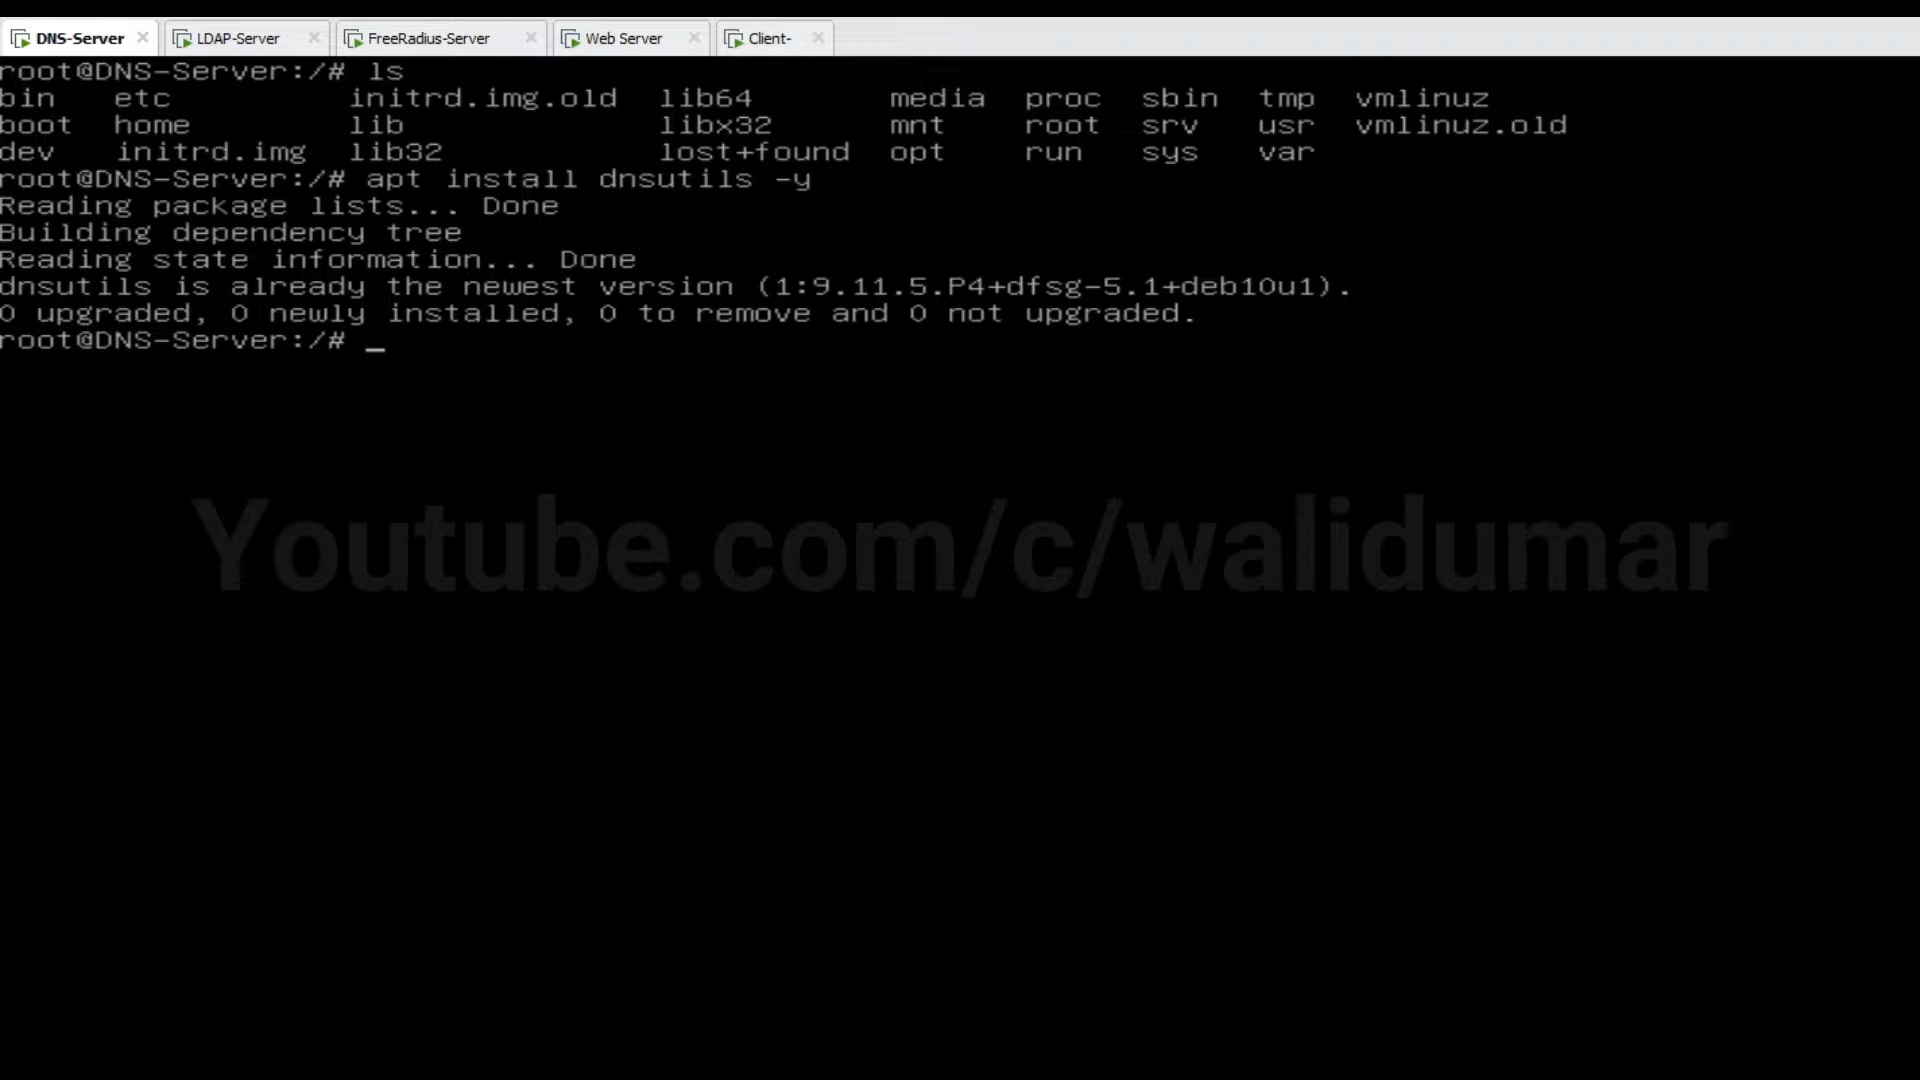 DNS-Server LDAP-Server FreeRadius-Server Web Server Client-
root@DNS-Server:/# ls
bin etc initrd.img.old lib64 media proc sbin tmp vmlinuz
boot home lib libx32 mnt root srv usr vmlinuz.old
dev initrd.img lib32 lost+found opt run sys var
root@DNS-Server:/# apt install dnsutils -y
Reading package lists... Done
Building dependency tree
Reading state information... Done
dnsutils is already the newest version (1:9.11.5.P4+dfsg-5.1+deb10u1).
0 upgraded, 0 newly installed, 0 to remove and 0 not upgraded.
root@DNS-Server:/# _
Youtube.com/c/walidumar